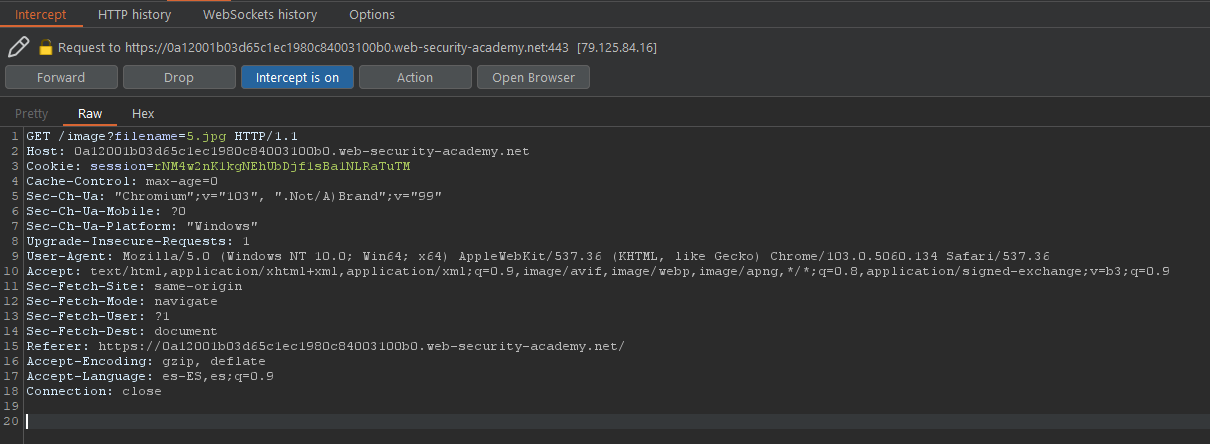 Intercept HTTP history WebSockets history Options
Request to https://0a12001b03d65c1ec1980c84003100b0.web-security-academy.net:443 [79.125.84.16]
Forward Drop Intercept is on Action Open Browser
Pretty Raw Hex
1 GET /image?filename=5.jpg HTTP/1.1
2 Host: 0a12001b03d65c1ec1980c84003100b0.web-security-academy.net
3 Cookie: session=rNM4w2nK1kgNEhUbDjf1sBa1NLRaTuTM
4 Cache-Control: max-age=0
5 Sec-Ch-Ua: "Chromium";v="103", ".Not/A)Brand";v="99"
6 Sec-Ch-Ua-Mobile: ?0
7 Sec-Ch-Ua-Platform: "Windows"
8 Upgrade-Insecure-Requests: 1
9 User-Agent: Mozilla/5.0 (Windows NT 10.0; Win64; x64) AppleWebKit/537.36 (KHTML, like Gecko) Chrome/103.0.5060.134 Safari/537.36
10 Accept: text/html,application/xhtml+xml,application/xml;q=0.9,image/avif,image/webp,image/apng,*/*;q=0.8,application/signed-exchange;v=b3;q=0.9
11 Sec-Fetch-Site: same-origin
12 Sec-Fetch-Mode: navigate
13 Sec-Fetch-User: ?1
14 Sec-Fetch-Dest: document
15 Referer: https://0a12001b03d65c1ec1980c84003100b0.web-security-academy.net/
16 Accept-Encoding: gzip, deflate
17 Accept-Language: es-ES,es;q=0.9
18 Connection: close
19
20